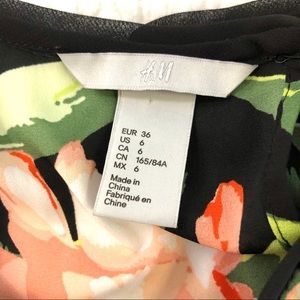 H&M
EUR 36
US 6
CA 6
CN 165/84A
MX 6
Made in
China
Fabriqué en
Chine